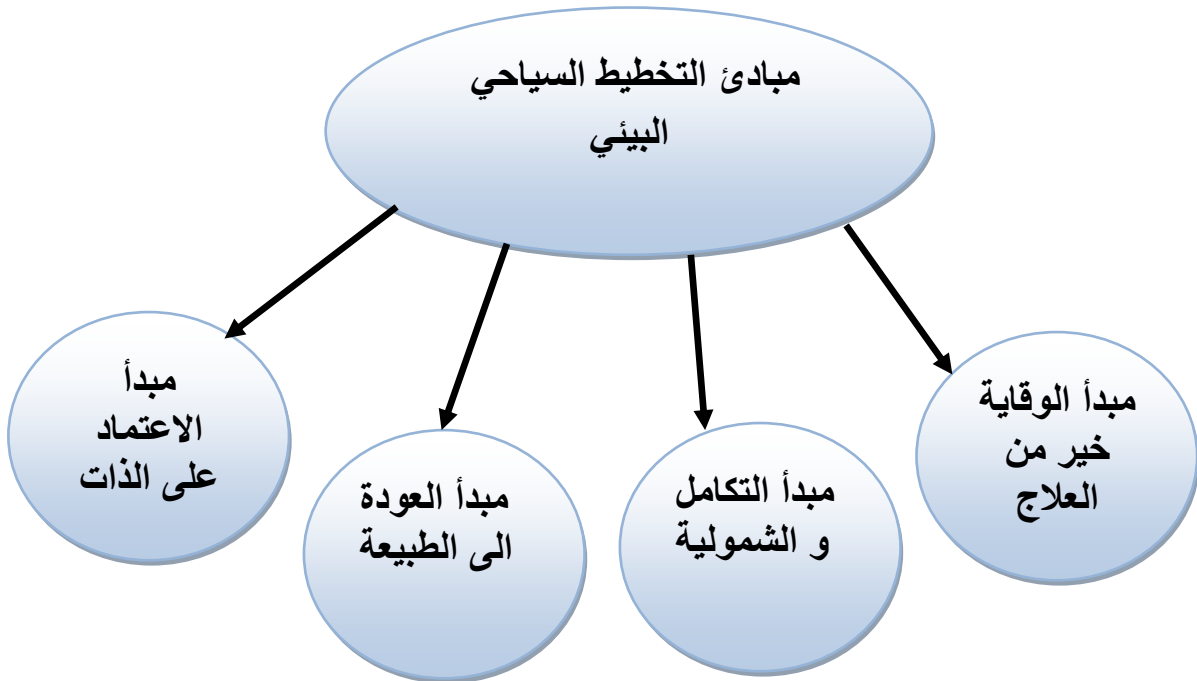 مبادئ التخطيط السياحي
البيئي
مبدأ الوقاية
خير من
العلاج
مبدأ التكامل
و الشمولية
مبدأ العودة
الى الطبيعة
مبدأ
الاعتماد
على الذات